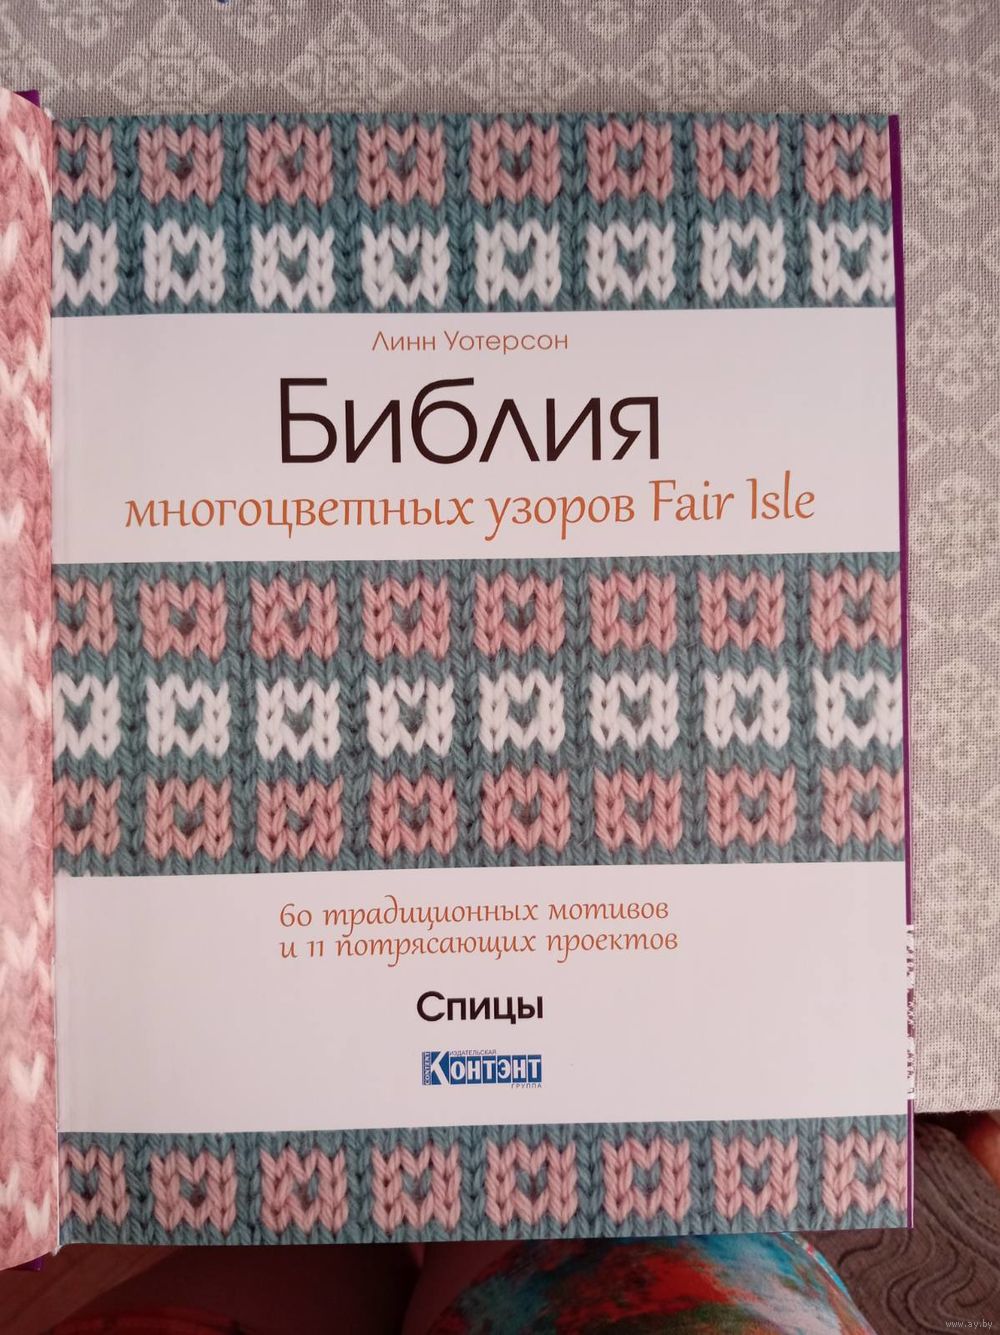 Линн Уотерсон
Библия
многоцветных узоров Fair Isle
60 традиционных мотивов
и 11 потрясающих проектов
Спицы
ИЗДАТЕЛЬСКАЯ
CONTENT КОНТЭНТ
ГРУППА
www.ay.by